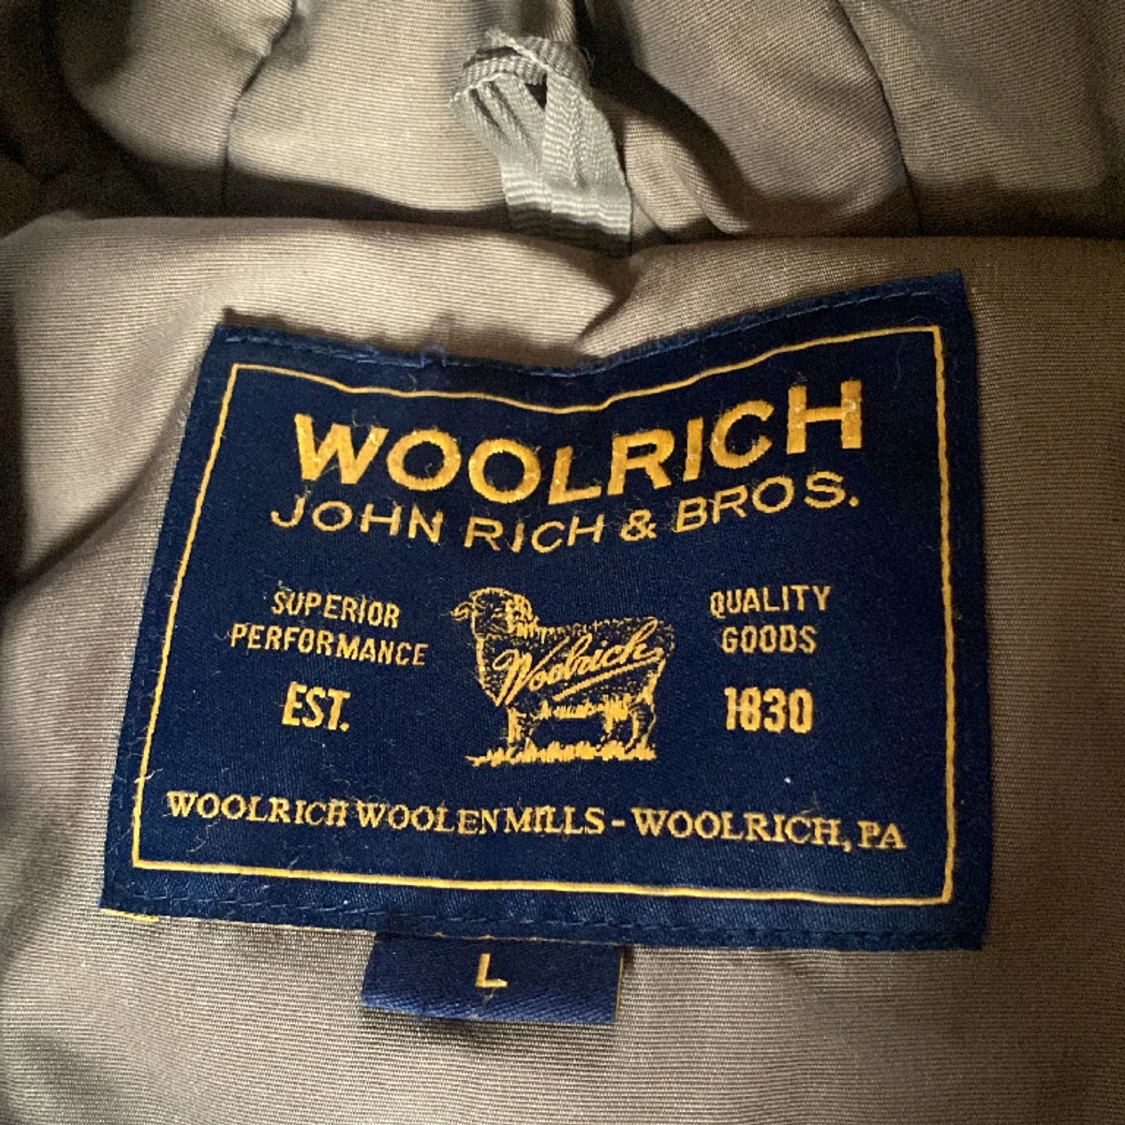 WOOLRICH
JOHN RICH & BROS.
SUPERIOR
PERFORMANCE
EST.
Woolrich
QUALITY
GOODS
1830
WOOLRICH WOOLEN MILLS - WOOLRICH, PA
L